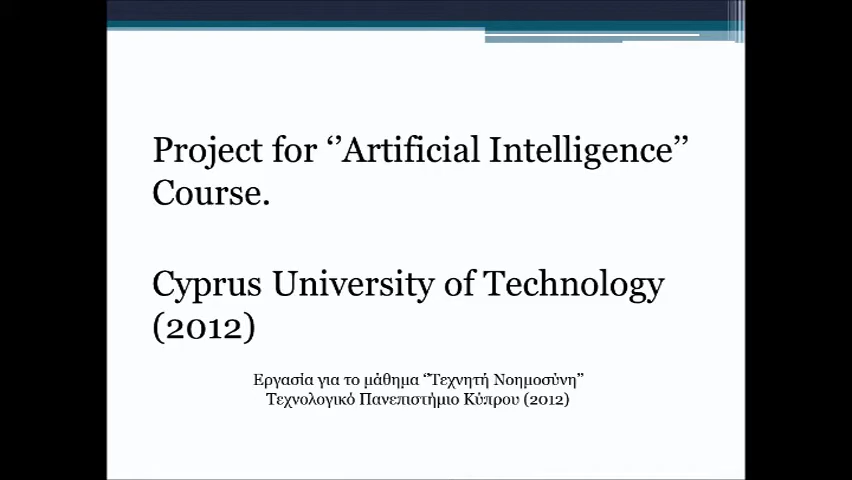 Project for ‘’Artificial Intelligence’’
Course.
Cyprus University of Technology
(2012)
Εργασία για το μάθημα ‘’Τεχνητή Νοημοσύνη’’
Τεχνολογικό Πανεπιστήμιο Κύπρου (2012)